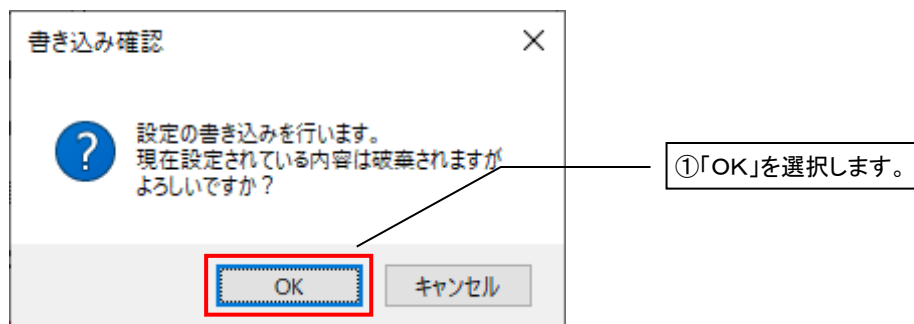 書き込み確認
設定の書き込みを行います。
現在設定されている内容は破棄されますが
よろしいですか？
①「OK」を選択します。
OK
キャンセル